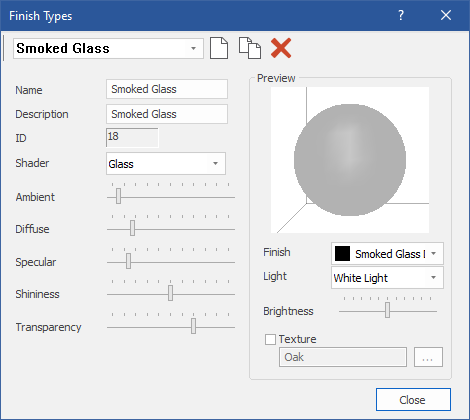 Finish Types
?
Smoked Glass
Name Smoked Glass
Description Smoked Glass
ID 18
Shader Glass
Ambient
Diffuse
Specular
Shininess
Transparency
Preview
Finish Smoked Glass
Light White Light
Brightness
Texture
Oak
...
Close